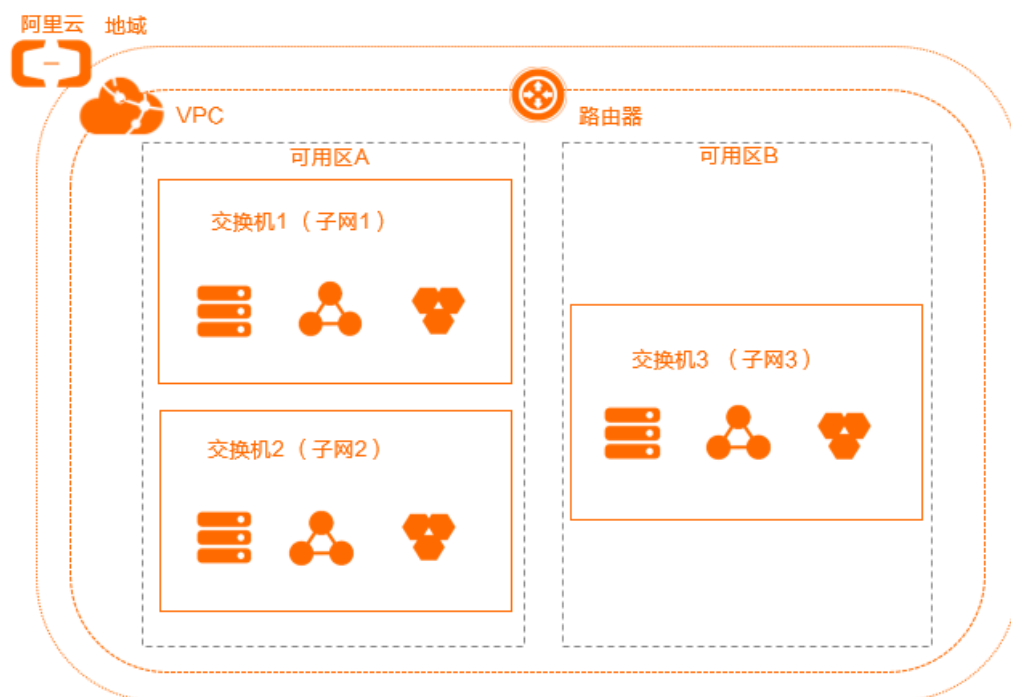 阿里云 地域
VPC
路由器
可用区A
可用区B
交换机1（子网1）
交换机2（子网2）
交换机3 （子网3）